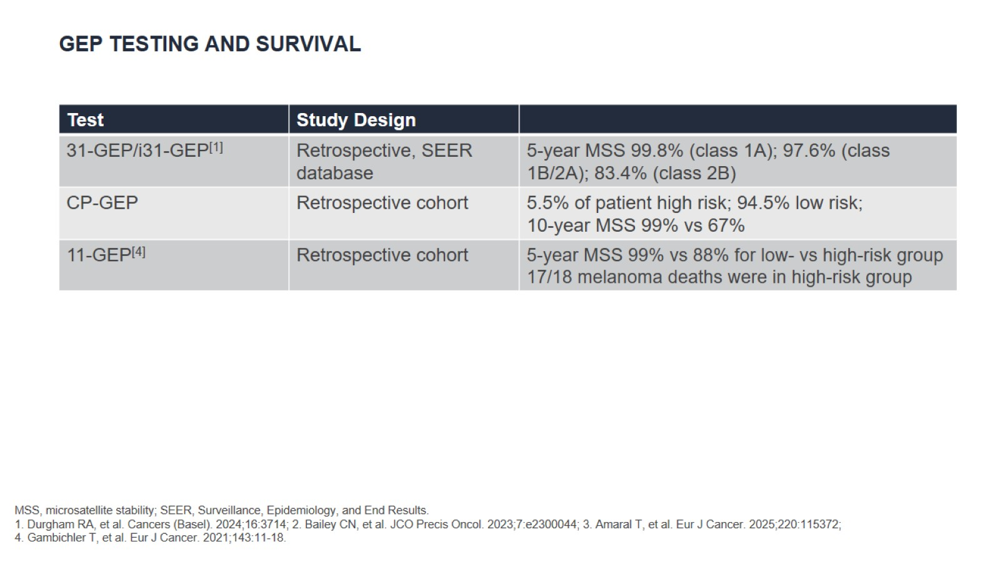 GEP TESTING AND SURVIVAL
Test
Study Design
31-GEP/i31-GEP[1]
Retrospective, SEER
database
5-year MSS 99.8% (class 1A); 97.6% (class
1B/2A); 83.4% (class 2B)
CP-GEP
Retrospective cohort
5.5% of patient high risk; 94.5% low risk;
10-year MSS 99% vs 67%
11-GEP[4]
Retrospective cohort
5-year MSS 99% vs 88% for low- vs high-risk group
17/18 melanoma deaths were in high-risk group
MSS, microsatellite stability; SEER, Surveillance, Epidemiology, and End Results.
1. Durgham RA, et al. Cancers (Basel). 2024;16:3714; 2. Bailey CN, et al. JCO Precis Oncol. 2023;7:e2300044; 3. Amaral T, et al. Eur J Cancer. 2025;220:115372;
4. Gambichler T, et al. Eur J Cancer. 2021;143:11-18.